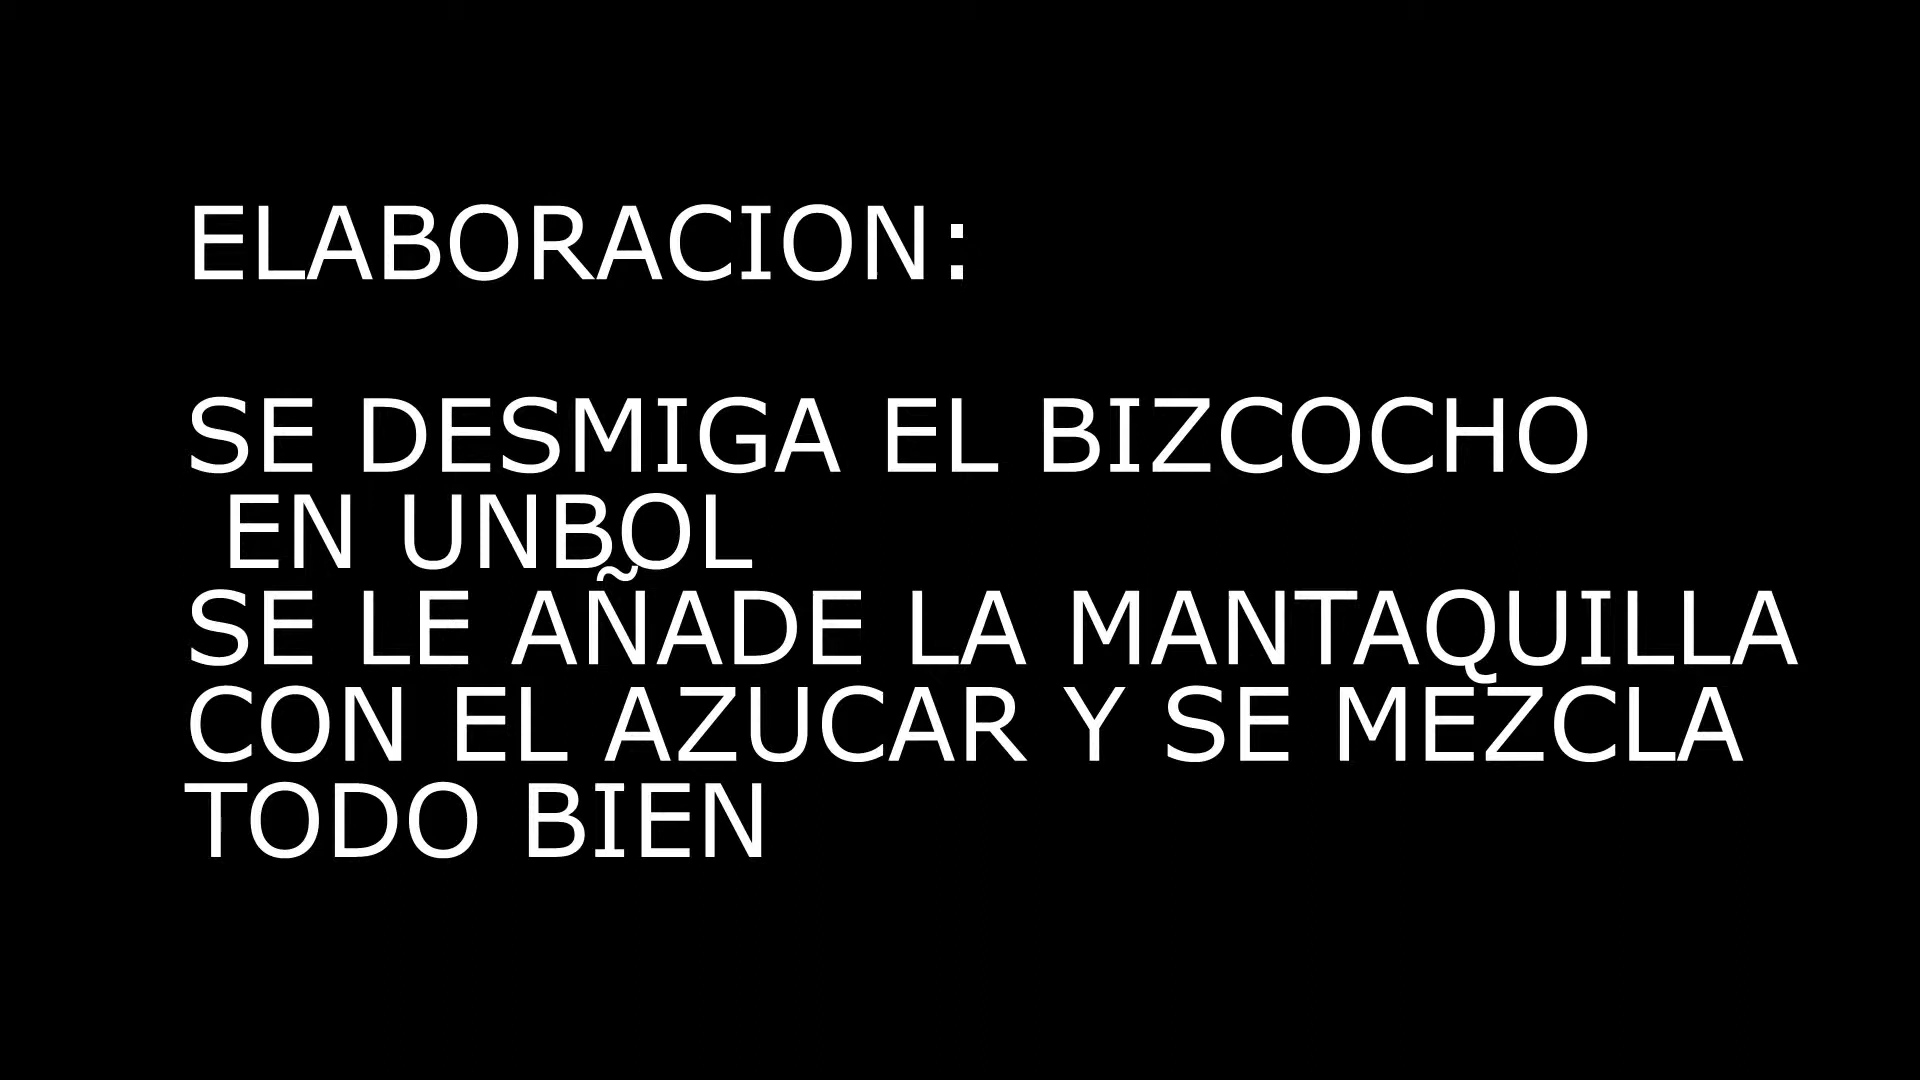 ELABORACION:
SE DESMIGA EL BIZCOCHO
EN UNBOL
SE LE AÑADE LA MANTAQUILLA
CON EL AZUCAR Y SE MEZCLA
TODO BIEN